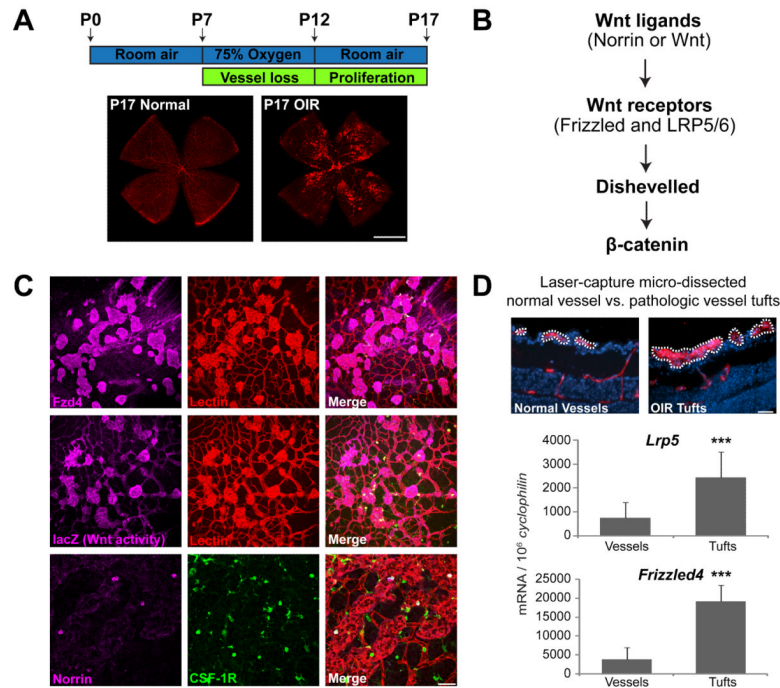 A
P0 P7 P12 P17
Room air 75% Oxygen Room air
Vessel loss Proliferation
P17 Normal P17 OIR
B
Wnt ligands
(Norrin or Wnt)
Wnt receptors
(Frizzled and LRP5/6)
Dishevelled
β-catenin
C
Fzd4 Lectin Merge
lacZ (Wnt activity) Lectin Merge
Norrin CSF-1R Merge
D
Laser-capture micro-dissected
normal vessel vs. pathologic vessel tufts
Normal Vessels OIR Tufts
mRNA / 10⁶ cyclophilin
Lrp5
***
4000
3000
2000
1000
0
Vessels Tufts
Frizzled4
***
25000
20000
15000
10000
5000
0
Vessels Tufts